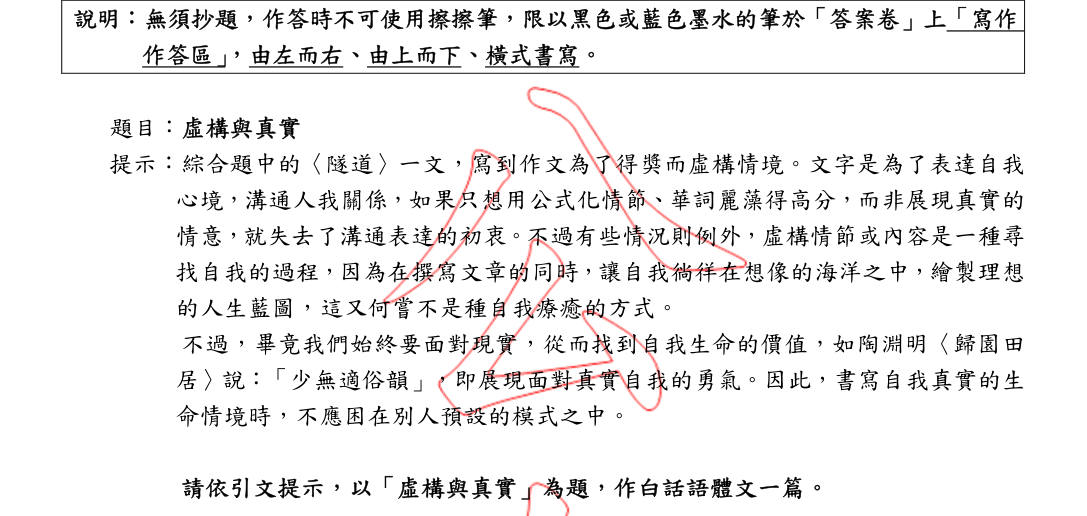 說明：無須抄題，作答時不可使用擦擦筆，限以黑色或藍色墨水的筆於「答案卷」上「寫作
作答區」，由左而右、由上而下、橫式書寫。
題目：虛構與真實
提示：綜合題中的〈隧道〉一文，寫到作文為了得獎而虛構情境。文字是為了表達自我
心境，溝通人我關係，如果只想用公式化情節、華詞麗藻得高分，而非展現真實的
情意，就失去了溝通表達的初衷。不過有些情況則例外，虛構情節或內容是一種尋
找自我的過程，因為在撰寫文章的同時，讓自我徜徉在想像的海洋之中，繪製理想
的人生藍圖，這又何嘗不是種自我療癒的方式。
不過，畢竟我們始終要面對現實，從而找到自我生命的價值，如陶淵明〈歸園田
居〉說：「少無適俗韻」，即展現面對真實自我的勇氣。因此，書寫自我真實的生
命情境時，不應困在別人預設的模式之中。
請依引文提示，以「虛構與真實」為題，作白話語體文一篇。